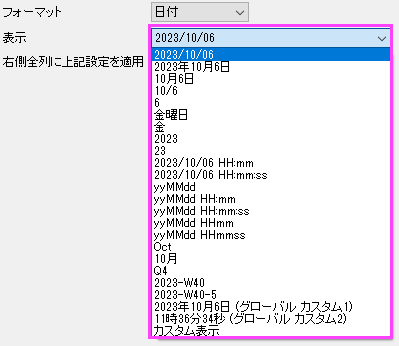 フォーマット 日付
表示 2023/10/06
右側全列に上記設定を適用
2023/10/06
2023年10月6日
10月6日
10/6
6
金曜日
金
2023
23
2023/10/06 HH:mm
2023/10/06 HH:mm:ss
yyMMdd
yyMMdd HH:mm
yyMMdd HH:mm:ss
yyMMdd HHmm
yyMMdd HHmmss
Oct
10月
Q4
2023-W40
2023-W40-5
2023年10月6日 (グローバル カスタム1)
11時36分34秒 (グローバル カスタム2)
カスタム表示